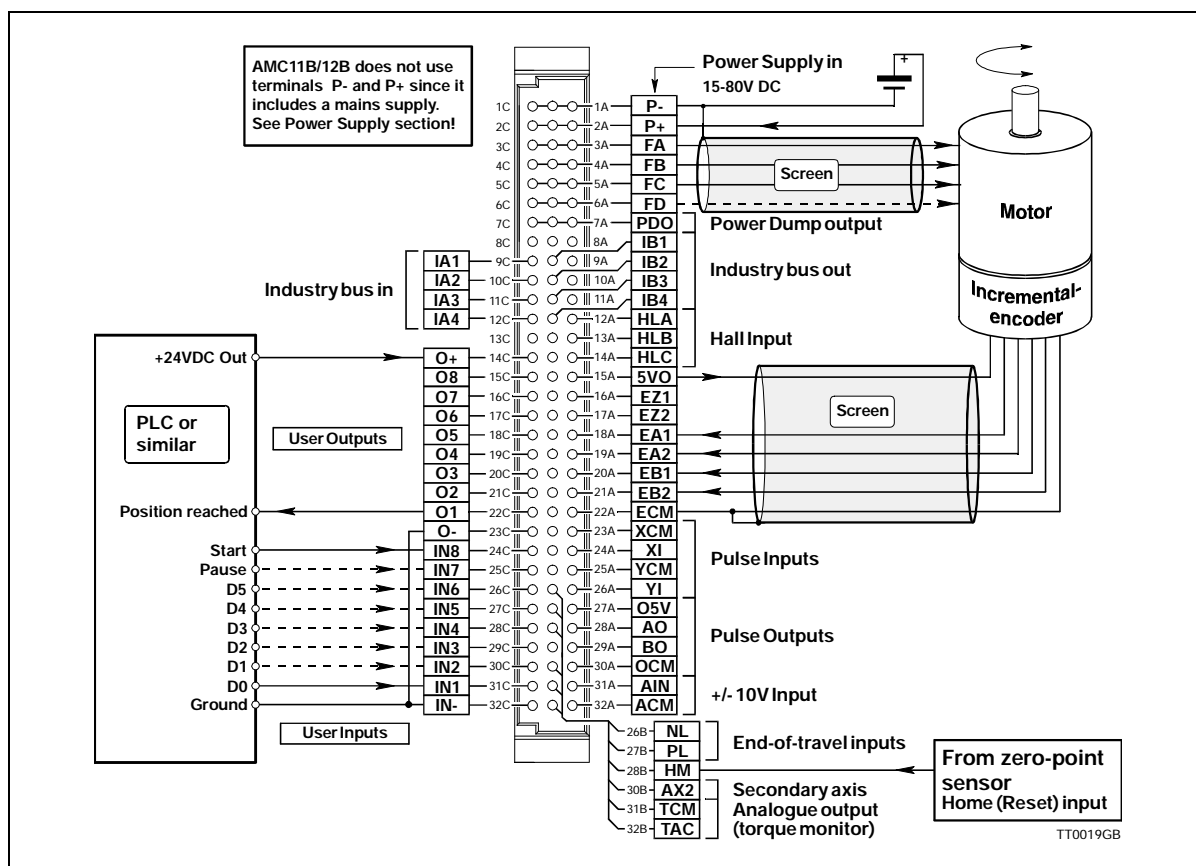 AMC11B/12B does not use
terminals P- and P+ since it
includes a mains supply.
See Power Supply section!
Power Supply in
15-80V DC
+
1C 1A P-
2C 2A P+
3C 3A FA
4C 4A FB
5C 5A FC
6C 6A FD
7C 7A PDO
8C 8A IB1
IA1 9C 9A IB2
IA2 10C 10A IB3
IA3 11C 11A IB4
IA4 12C 12A HLA
13C 13A HLB
O+ 14C 14A HLC
O8 15C 15A 5VO
O7 16C 16A EZ1
O6 17C 17A EZ2
O5 18C 18A EA1
O4 19C 19A EA2
O3 20C 20A EB1
O2 21C 21A EB2
O1 22C 22A ECM
O- 23C 23A XCM
IN8 24C 24A XI
IN7 25C 25A YCM
IN6 26C 26A YI
IN5 27C 27A O5V
IN4 28C 28A AO
IN3 29C 29A BO
IN2 30C 30A OCM
IN1 31C 31A AIN
IN- 32C 32A ACM
26B NL
27B PL
28B HM
30B AX2
31B TCM
32B TAC
Screen
Motor
Incremental-
encoder
Power Dump output
Industry bus out
Hall Input
Screen
Pulse Inputs
Pulse Outputs
+/- 10V Input
End-of-travel inputs
Secondary axis
Analogue output
(torque monitor)
From zero-point
sensor
Home (Reset) input
Industry bus in
+24VDC Out
PLC or
similar
User Outputs
Position reached
Start
Pause
D5
D4
D3
D2
D1
D0
Ground
User Inputs
TT0019GB